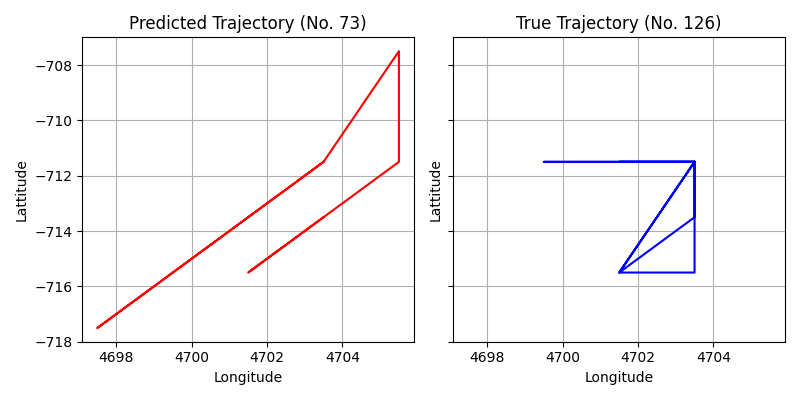 Predicted Trajectory (No. 73)
True Trajectory (No. 126)
−708
−710
−712
−714
−716
−718
Lattitude
Lattitude
4698
4700
4702
4704
4698
4700
4702
4704
Longitude
Longitude